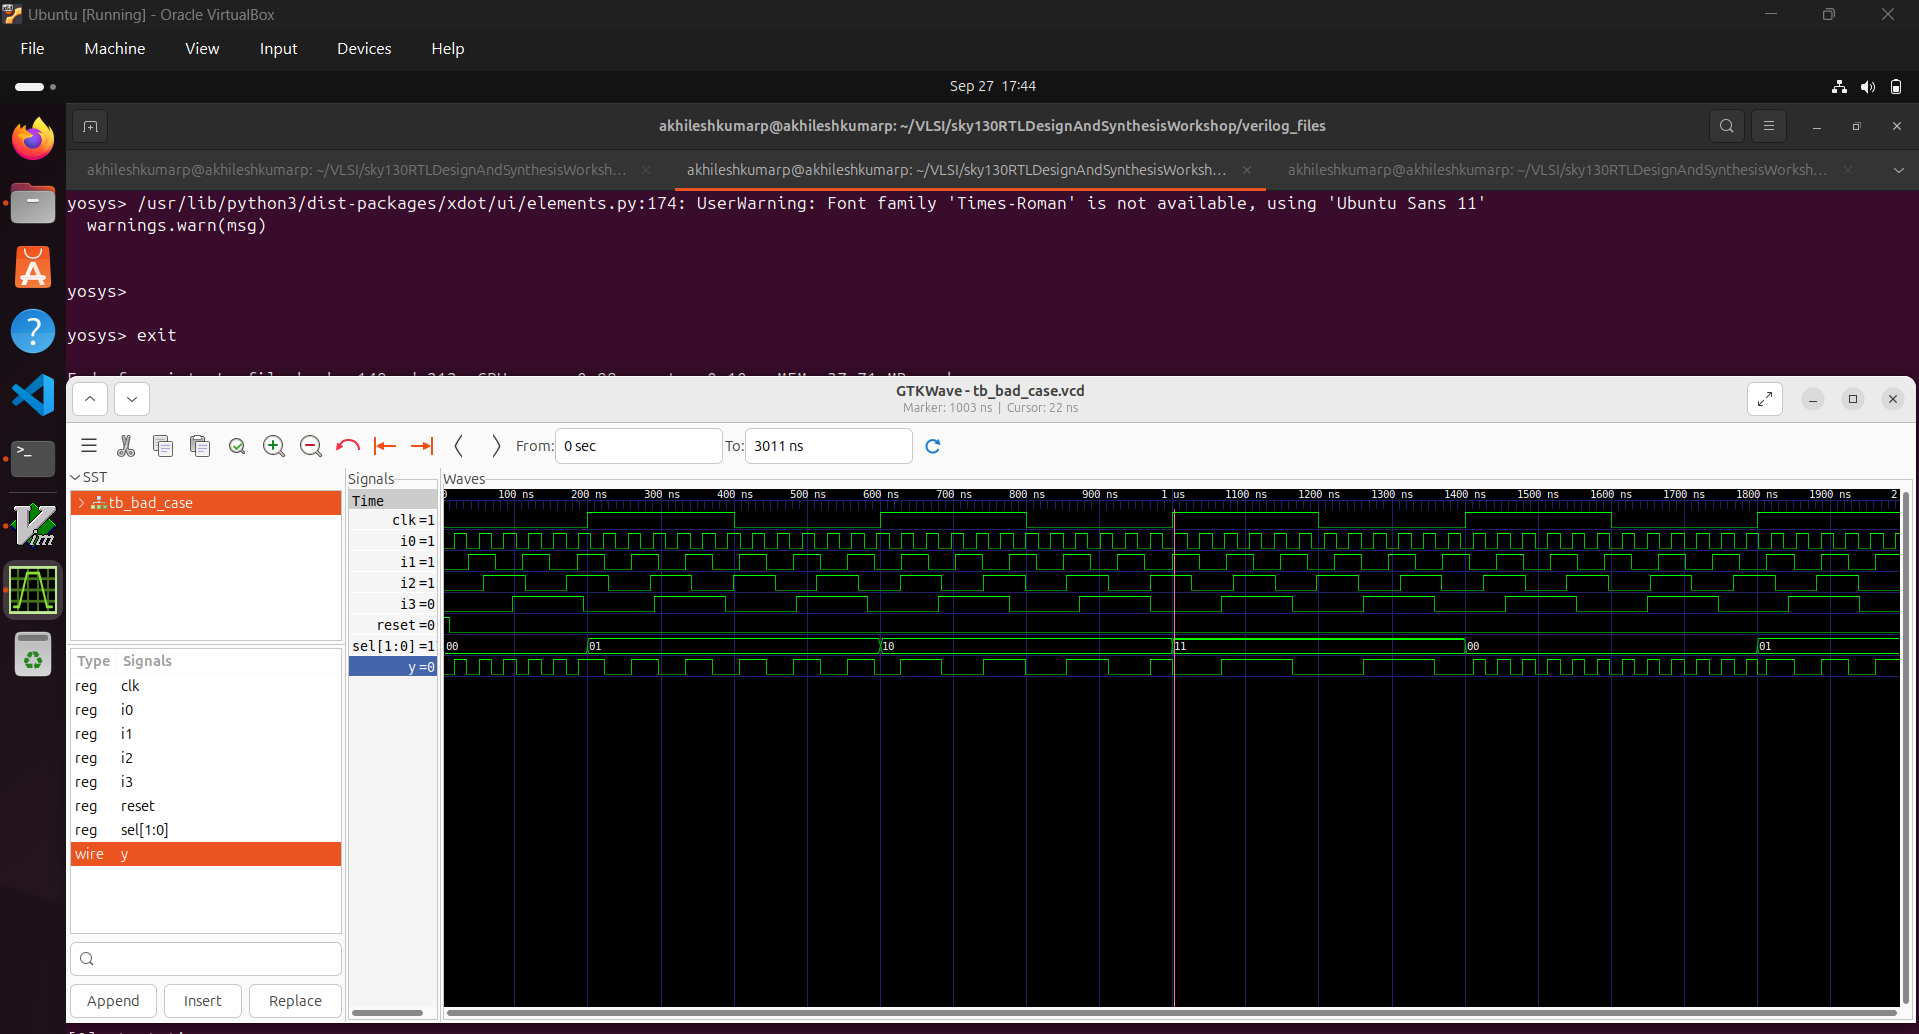 Ubuntu [Running] - Oracle VirtualBox
File Machine View Input Devices Help
Sep 27 17:44
akhileshkumarp@akhileshkumarp: ~/VLSI/sky130RTLDesignAndSynthesisWorkshop/verilog_files
akhileshkumarp@akhileshkumarp: ~/VLSI/sky130RTLDesignAndSynthesisWorksh... akhileshkumarp@akhileshkumarp: ~/VLSI/sky130RTLDesignAndSynthesisWorksh... akhileshkumarp@akhileshkumarp: ~/VLSI/sky130RTLDesignAndSynthesisWorksh...
yosys> /usr/lib/python3/dist-packages/xdot/ui/elements.py:174: UserWarning: Font family 'Times-Roman' is not available, using 'Ubuntu Sans 11'
warnings.warn(msg)
yosys>
yosys> exit
GTKWave - tb_bad_case.vcd
Marker: 1003 ns | Cursor: 22 ns
From: 0 sec To: 3011 ns
SST
tb_bad_case
Type Signals
reg clk
reg i0
reg i1
reg i2
reg i3
reg reset
reg sel[1:0]
wire y
Append Insert Replace
Signals
Time
clk =1
i0 =1
i1 =1
i2 =1
i3 =0
reset =0
sel[1:0] =1
y =0
Waves
0 100 ns 200 ns 300 ns 400 ns 500 ns 600 ns 700 ns 800 ns 900 ns 1 us 1100 ns 1200 ns 1300 ns 1400 ns 1500 ns 1600 ns 1700 ns 1800 ns 1900 ns 2
00 01 10 11 00 01